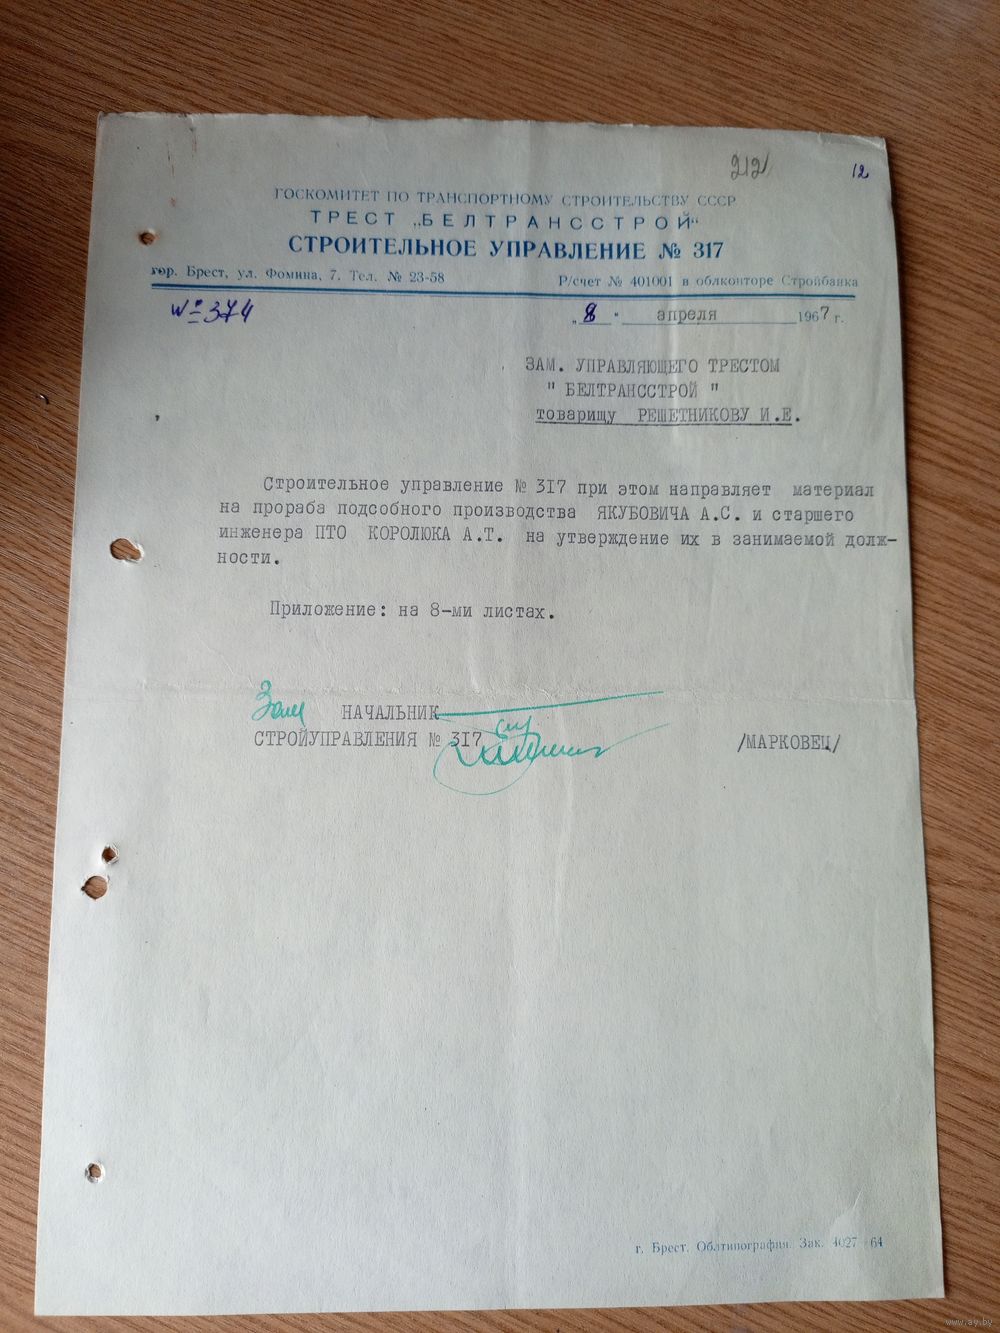 212
12
ГОСКОМИТЕТ ПО ТРАНСПОРТНОМУ СТРОИТЕЛЬСТВУ СССР
ТРЕСТ „БЕЛТРАНССТРОЙ“
СТРОИТЕЛЬНОЕ УПРАВЛЕНИЕ № 317
гор. Брест, ул. Фомина, 7. Тел. № 23-58 Р/счет № 401001 в облконторе Стройбанка
№ 374 „8" апреля 1967 г.
ЗАМ. УПРАВЛЯЮЩЕГО ТРЕСТОМ
" БЕЛТРАНССТРОЙ "
товарищу РЕШЕТНИКОВУ И.Е.
Строительное управление № 317 при этом направляет материал
на прораба подсобного производства ЯКУБОВИЧА А.С. и старшего
инженера ПТО КОРОЛЮКА А.Т. на утверждение их в занимаемой долж-
ности.
Приложение: на 8-ми листах.
Зам НАЧАЛЬНИК
СТРОЙУПРАВЛЕНИЯ № 317 /МАРКОВЕЦ/
г. Брест. Облтипография. Зак. 4027—64
www.ay.by